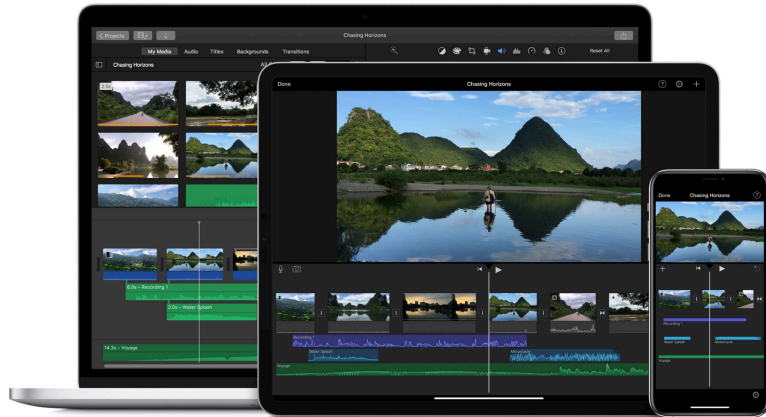 Projects
Chasing Horizons
My Media Audio Titles Backgrounds Transitions
Reset All
Chasing Horizons
2.5s
6.9s – Recording 1
2.0s – Water Splash
14.3s – Voyage
Done Chasing Horizons
Recording 1
Water Splash
Motorcycle
Voyage
Done Chasing Horizons
Recording 1
Water Splash Motorcycle
Voyage